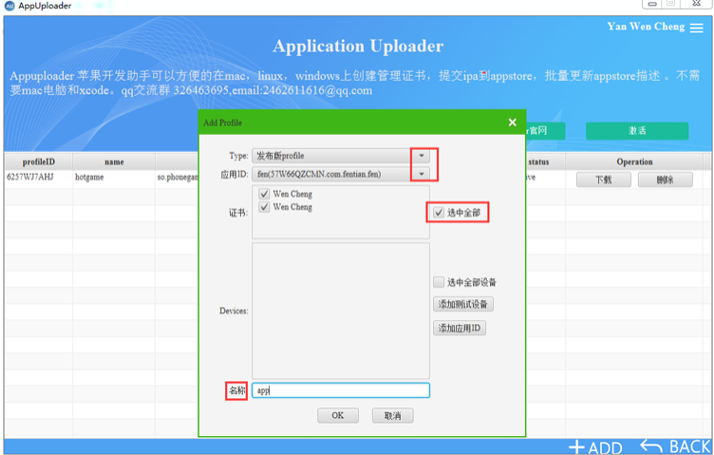 AppUploader
Yan Wen Cheng
Application Uploader
Appuploader 苹果开发助手可以方便的在mac，linux，windows上创建管理证书，提交ipa到appstore，批量更新appstore描述 。不需
要mac电脑和xcode。qq交流群 326463695,email:2462611616@qq.com
官网
激活
profileID name status Operation
6257WJ7AHJ hotgame so.phonegam 下载 删除
Add Profile
Type: 发布版profile
应用ID: fen(57W66QZCMN.com.fentian.fen)
证书:
Wen Cheng
Wen Cheng
选中全部
Devices:
选中全部设备
添加测试设备
添加应用ID
名称: app
OK 取消
ADD BACK